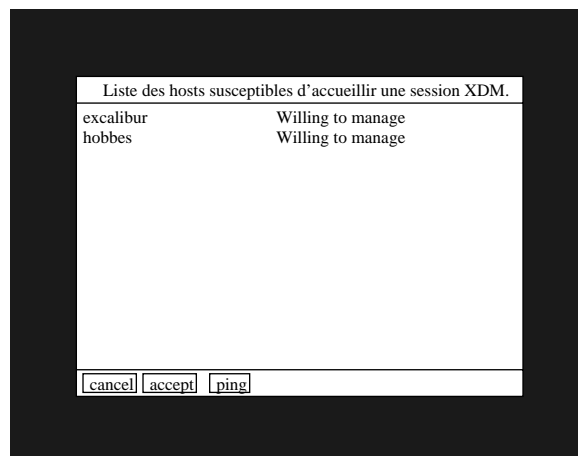 Liste des hosts susceptibles d'accueillir une session XDM.
excalibur Willing to manage
hobbes Willing to manage
cancel accept ping